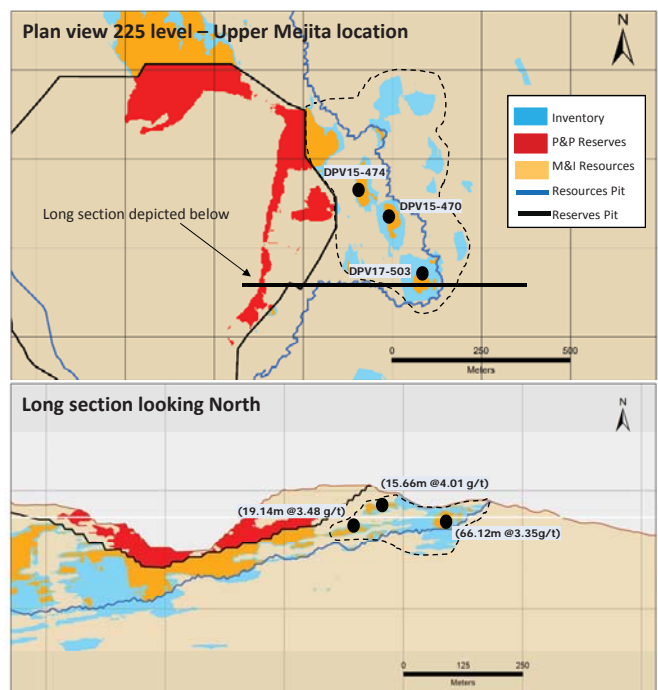 Plan view 225 level – Upper Mejita location
N
Inventory
P&P Reserves
M&I Resources
Resources Pit
Reserves Pit
DPV15-474
DPV15-470
Long section depicted below
DPV17-503
0 250 500
Meters
Long section looking North
N
(15.66m @4.01 g/t)
(19.14m @3.48 g/t)
(66.12m @3.35g/t)
0 125 250
Meters